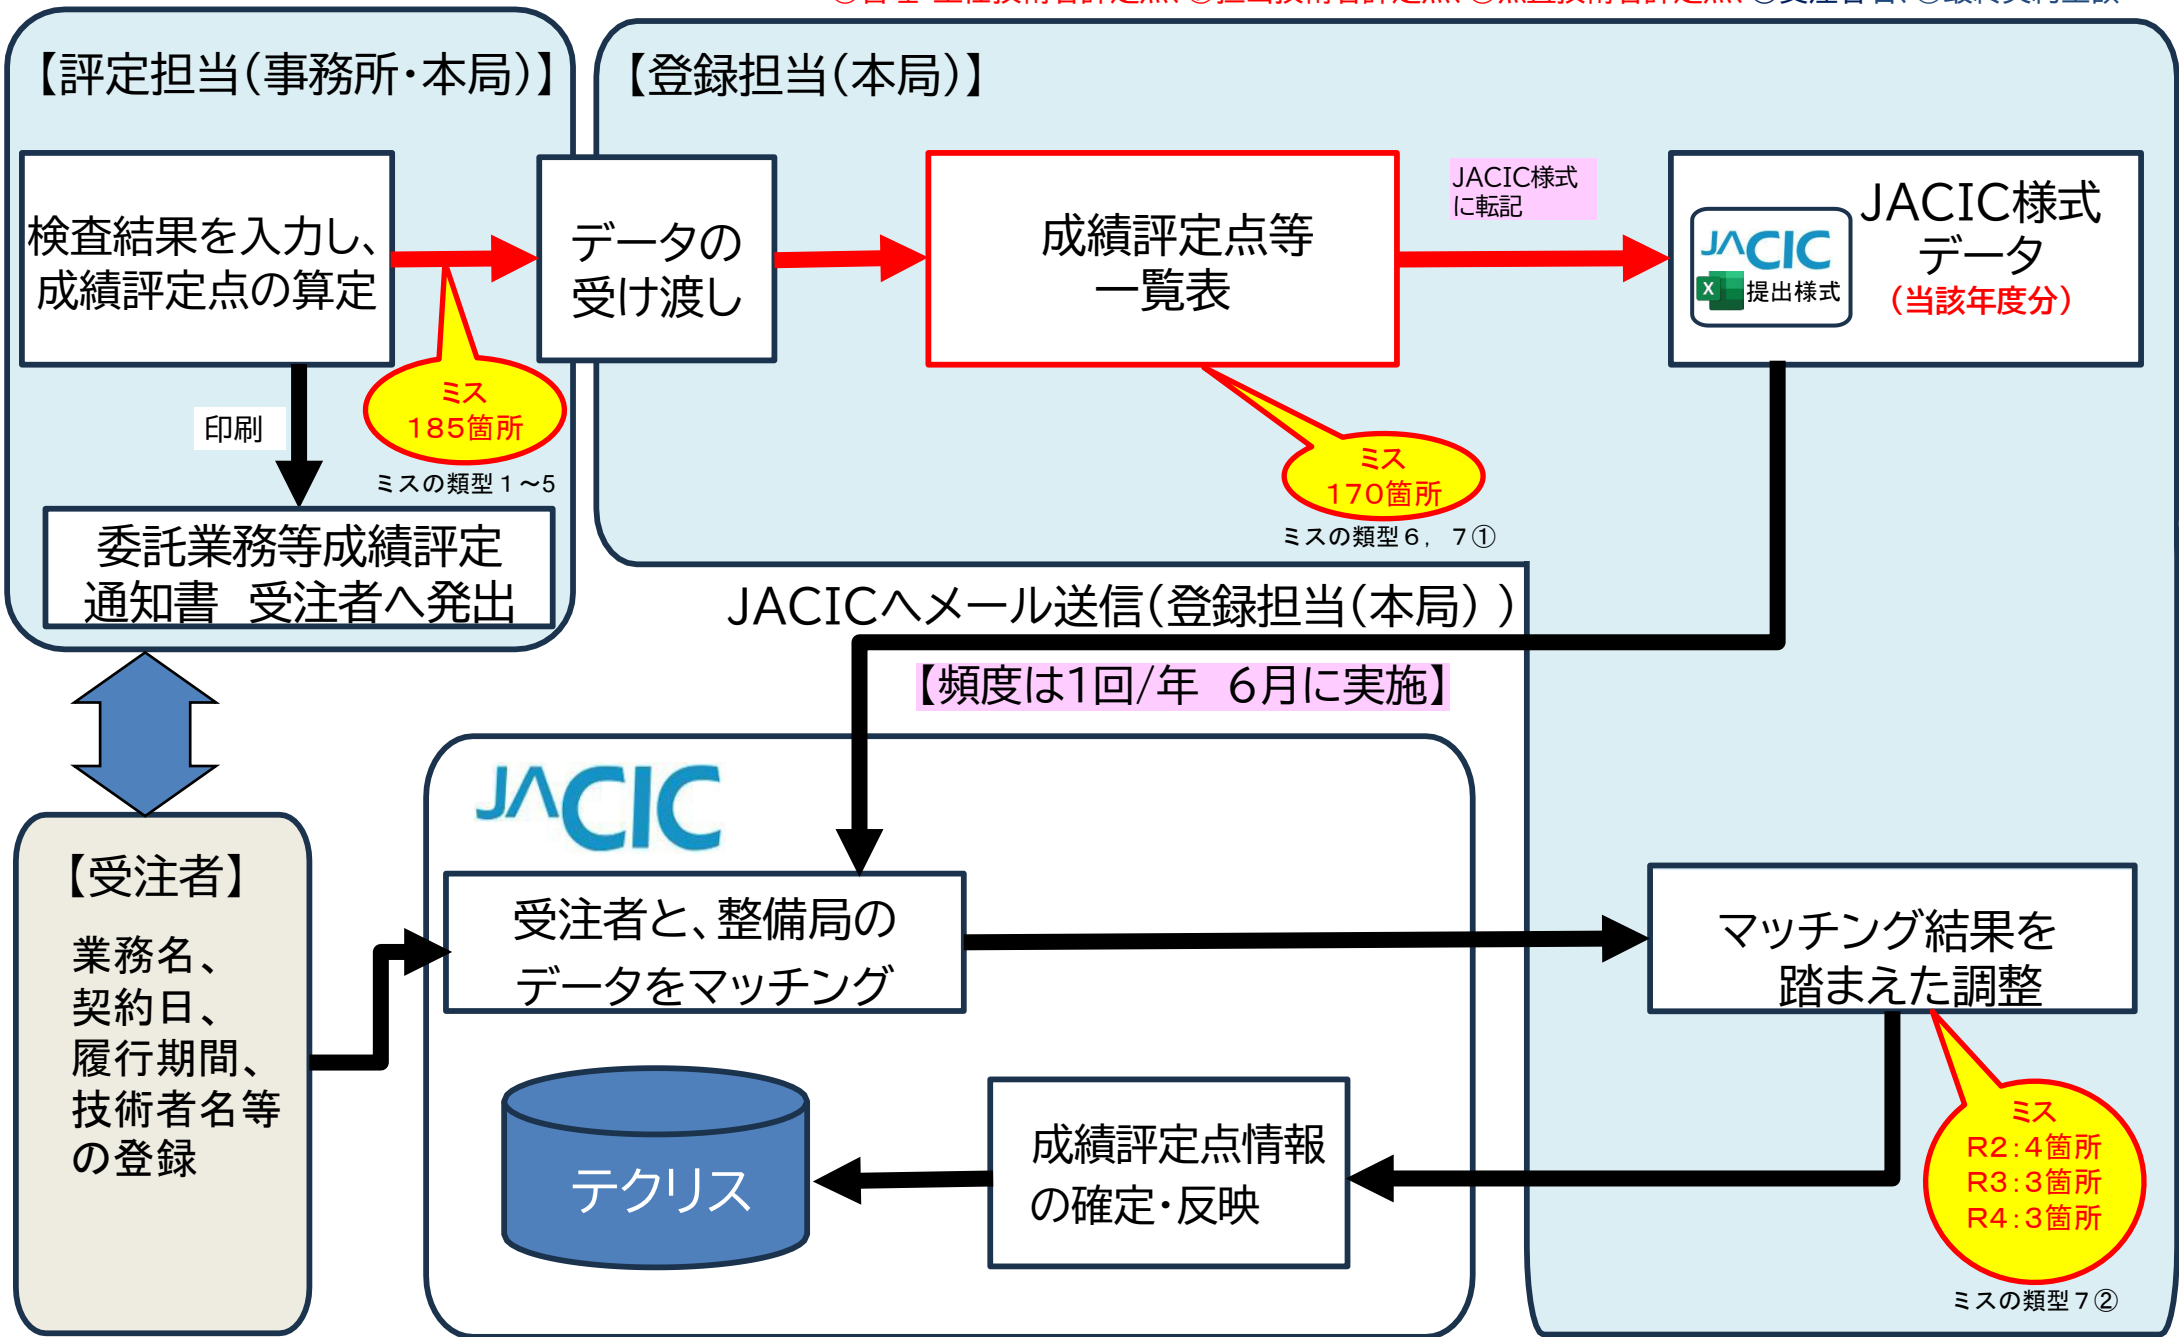 【評定担当(事務所・本局)】
検査結果を入力し、
成績評定点の算定
印刷
ミス
185箇所
ミスの類型1～5
委託業務等成績評定
通知書 受注者へ発出
【登録担当(本局)】
データの
受け渡し
成績評定点等
一覧表
ミス
170箇所
ミスの類型6, 7①
JACIC様式
に転記
JACIC
提出様式
JACIC様式
データ
(当該年度分)
JACICへメール送信(登録担当(本局))
【頻度は1回/年 6月に実施】
【受注者】
業務名、
契約日、
履行期間、
技術者名等
の登録
JACIC
受注者と、整備局の
データをマッチング
マッチング結果を
踏まえた調整
ミス
R2:4箇所
R3:3箇所
R4:3箇所
ミスの類型7②
成績評定点情報
の確定・反映
テクリス